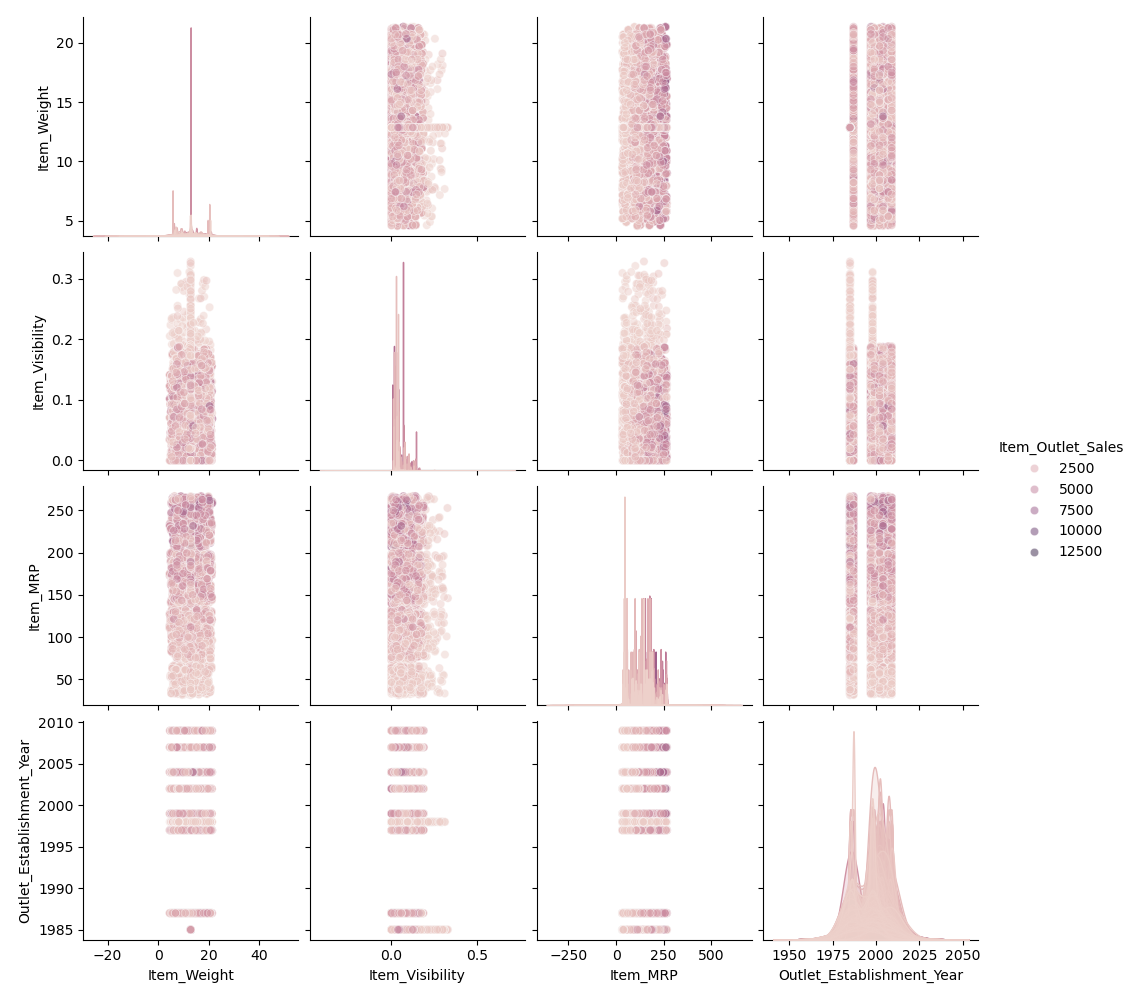 20
15
10
5
Item_Weight
0.3
0.2
0.1
0.0
Item_Visibility
250
200
150
100
50
Item_MRP
2010
2005
2000
1995
1990
1985
Outlet_Establishment_Year
−20 0 20 40
Item_Weight
0.0 0.5
Item_Visibility
−250 0 250 500
Item_MRP
1950 1975 2000 2025 2050
Outlet_Establishment_Year
Item_Outlet_Sales
2500
5000
7500
10000
12500